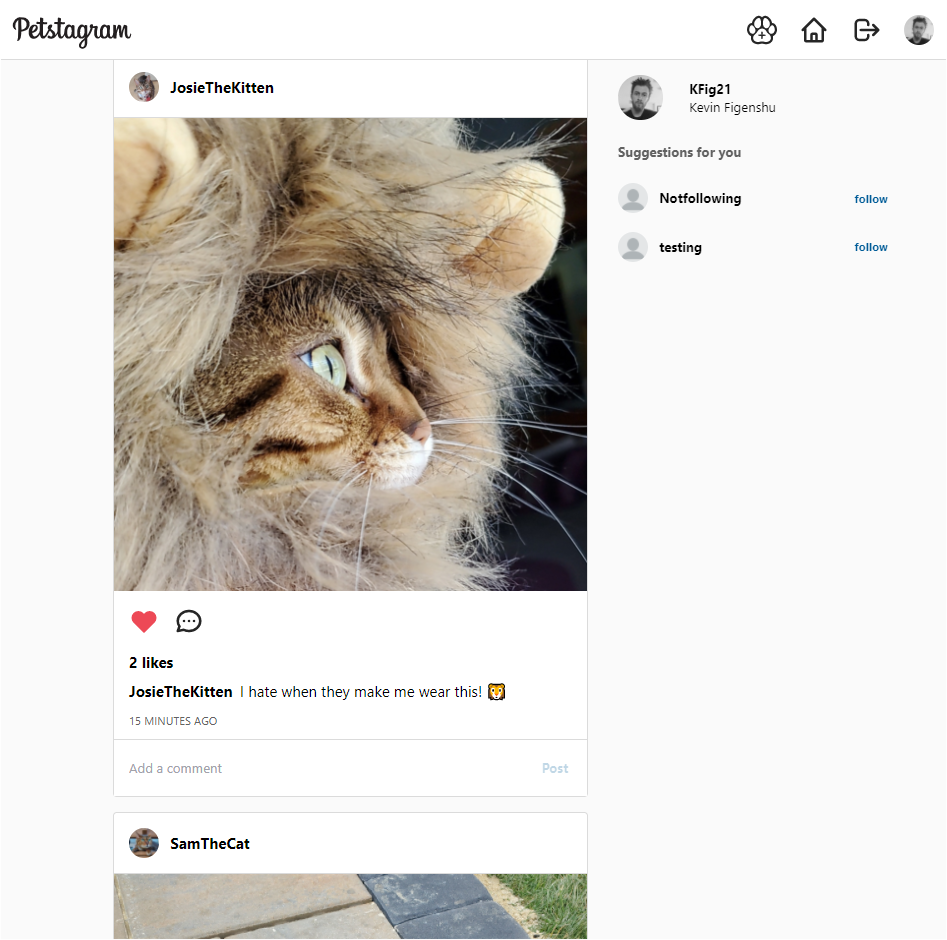 Petstagram
JosieTheKitten
2 likes
JosieTheKitten I hate when they make me wear this! 🦁
15 MINUTES AGO
Add a comment Post
SamTheCat
KFig21
Kevin Figenshu
Suggestions for you
Notfollowing follow
testing follow